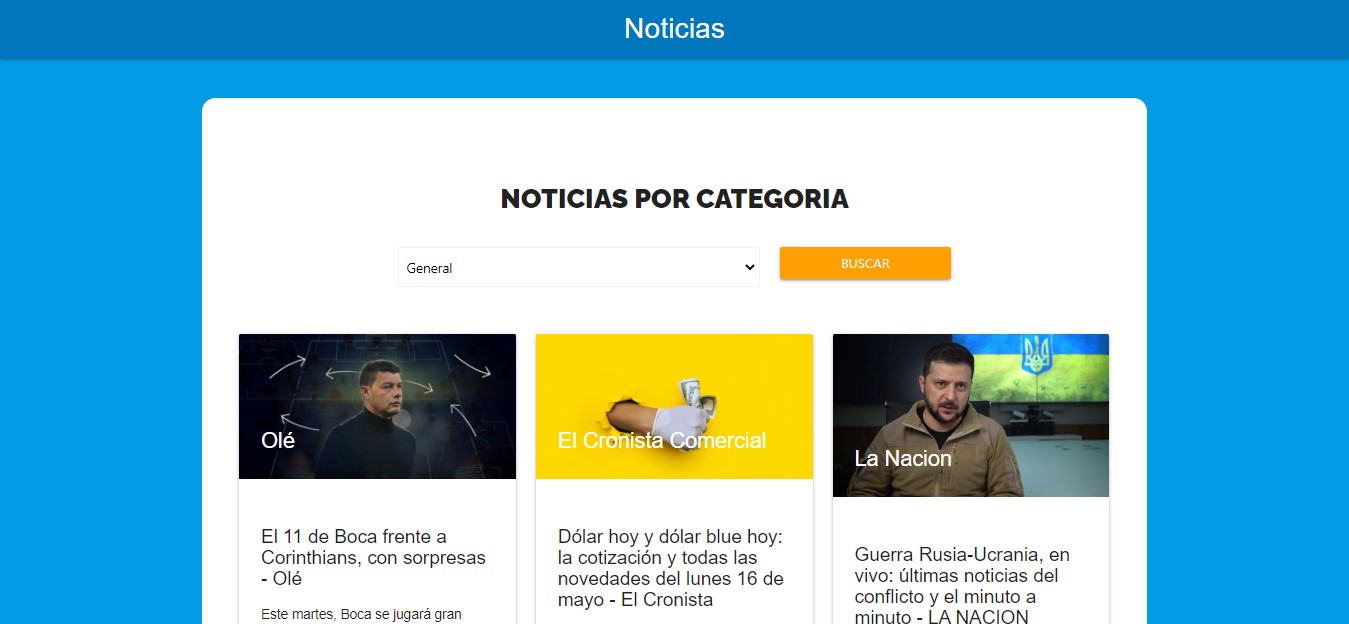 Noticias
NOTICIAS POR CATEGORIA
General
BUSCAR
Olé
El Cronista Comercial
La Nacion
El 11 de Boca frente a
Corinthians, con sorpresas
- Olé
Este martes, Boca se jugará gran
Dólar hoy y dólar blue hoy:
la cotización y todas las
novedades del lunes 16 de
mayo - El Cronista
Guerra Rusia-Ucrania, en
vivo: últimas noticias del
conflicto y el minuto a
minuto - LA NACION